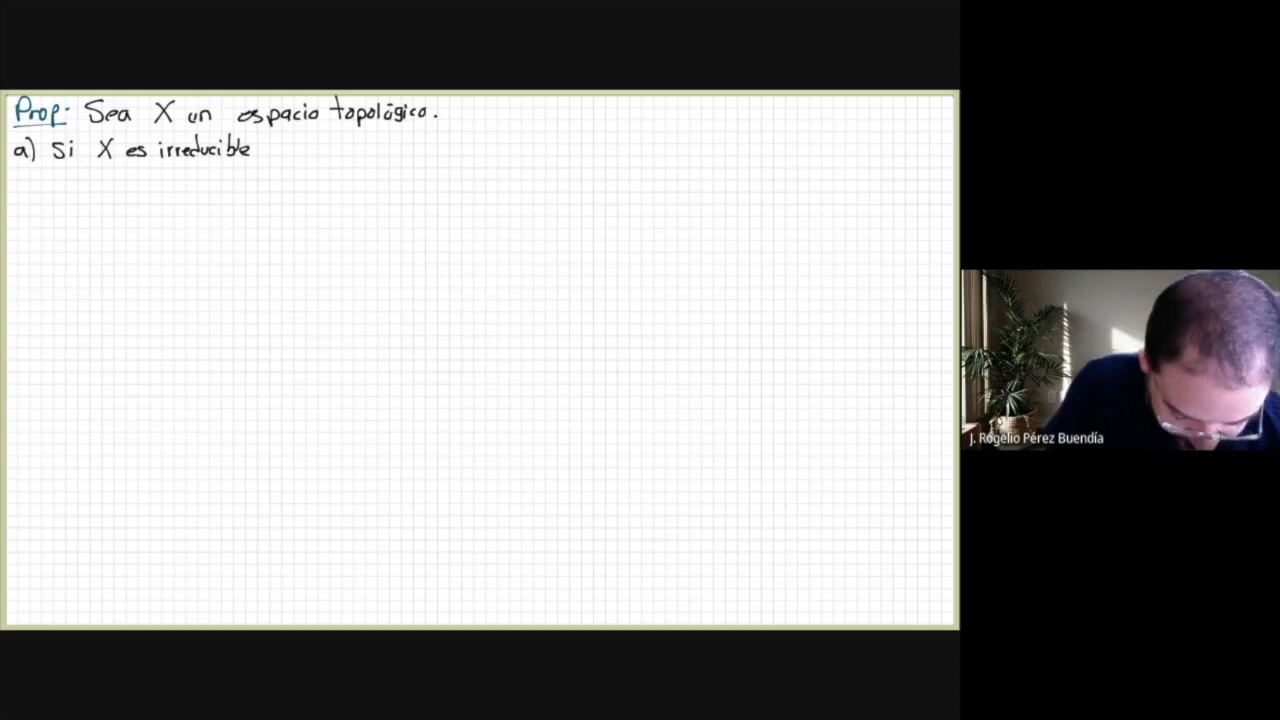 Prop: Sea X un espacio topológico.
a) Si X es irreducible
J. Rogelio Pérez Buendía